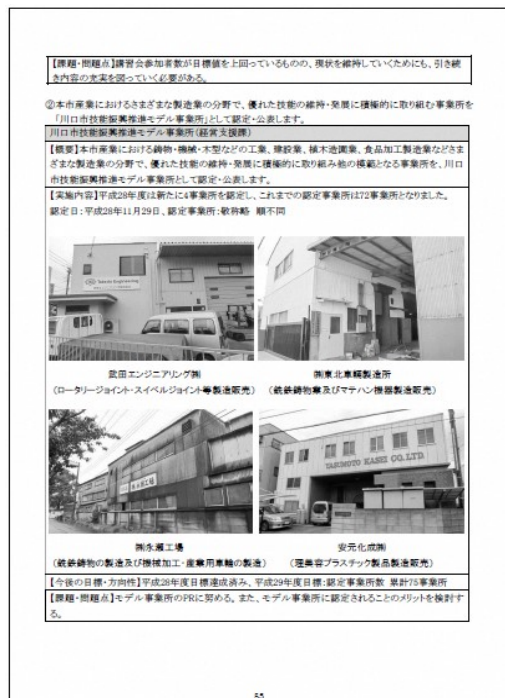 【課題・問題点】講習会参加者数が目標値を上回っているものの、現状を維持していくためにも、引き続
き内容の充実を図っていく必要がある。
②本市産業におけるさまざまな製造業の分野で、優れた技能の維持・発展に積極的に取り組む事業所を
「川口市技能振興推進モデル事業所」として認定・公表します。
川口市技能振興推進モデル事業所(経営支援課)
【概要】本市産業における鋳物・機械・木型などの工業、建設業、植木造園業、食品加工製造業などさま
ざまな製造業の分野で、優れた技能の維持・発展に積極的に取り組み他の模範となる事業所を、川口
市技能振興推進モデル事業所として認定・公表します。
【実施内容】平成28年度は新たに4事業所を認定し、これまでの認定事業所は72事業所となりました。
認定日:平成28年11月29日、認定事業所:敬称略 順不同
Takeda Engineering
武田エンジニアリング㈱
(ロータリージョイント・スイベルジョイント等製造販売)
㈱東北車輛製造所
(銑鉄鋳物車及びマテハン機器製造販売)
㈱永瀬工場
YASUMOTO KASEI CO.,LTD.
㈱永瀬工場
(銑鉄鋳物の製造及び機械加工・産業用車輪の製造)
安元化成㈱
(理美容プラスチック製品製造販売)
【今後の目標・方向性】平成28年度目標達成済み、平成29年度目標:認定事業所数 累計75事業所
【課題・問題点】モデル事業所のPRに努める。また、モデル事業所に認定されることのメリットを検討す
る。
55